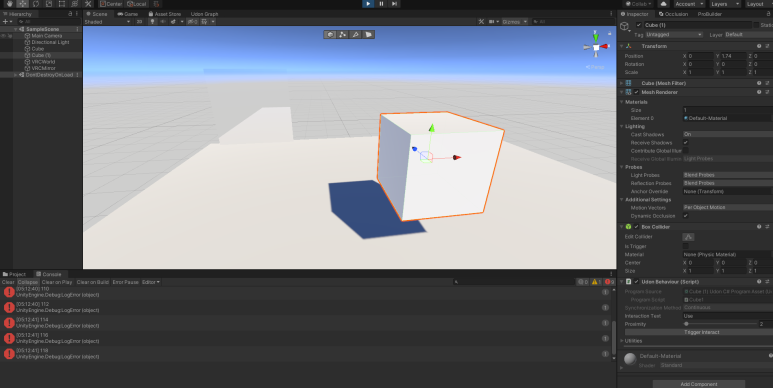 Center Local
Collab Account Layers Layout
Hierarchy
SampleScene
Main Camera
Directional Light
Cube
Cube (1)
VRCWorld
VRCMirror
DontDestroyOnLoad
Scene Game Asset Store Udon Graph
Shaded 2D Gizmos All
Project Console
Clear Collapse Clear on Play Clear on Build Error Pause Editor
[05:12:40] 110
UnityEngine.Debug:LogError (object)
[05:12:40] 112
UnityEngine.Debug:LogError (object)
[05:12:41] 114
UnityEngine.Debug:LogError (object)
[05:12:41] 116
UnityEngine.Debug:LogError (object)
[05:12:41] 118
UnityEngine.Debug:LogError (object)
Inspector Occlusion ProBuilder
Cube (1) Static
Tag Untagged Layer Default
Transform
Position X 0 Y 1.74 Z 0
Rotation X 0 Y 0 Z 0
Scale X 1 Y 1 Z 1
Cube (Mesh Filter)
Mesh Renderer
Materials
Size 1
Element 0 Default-Material
Lighting
Cast Shadows On
Receive Shadows
Contribute Global Illum
Receive Global Illumin Light Probes
Probes
Light Probes Blend Probes
Reflection Probes Blend Probes
Anchor Override None (Transform)
Additional Settings
Motion Vectors Per Object Motion
Dynamic Occlusion
Box Collider
Edit Collider
Is Trigger
Material None (Physic Material)
Center X 0 Y 0 Z 0
Size X 1 Y 1 Z 1
Udon Behaviour (Script)
Program Source Cube (1) Udon C# Program Asset (U
Program Script
Synchronization Method Continuous
Interaction Text Use
Proximity 2
Trigger Interact
Utilities
Default-Material
Shader Standard
Add Component